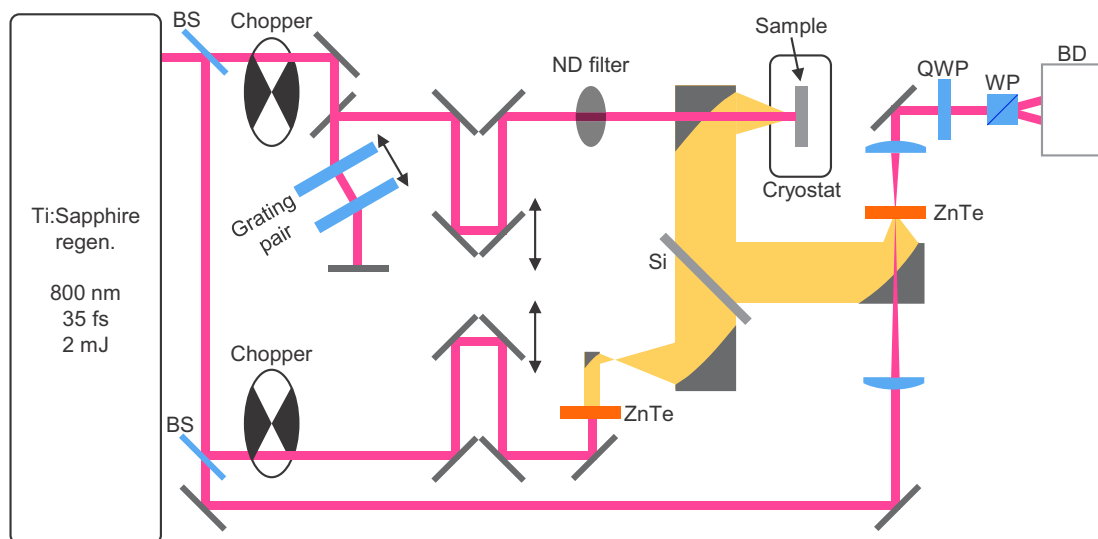 BS
Chopper
Sample
BD
QWP
WP
ND filter
Cryostat
Grating
pair
ZnTe
Ti:Sapphire
regen.
800 nm
35 fs
2 mJ
Si
Chopper
BS
ZnTe